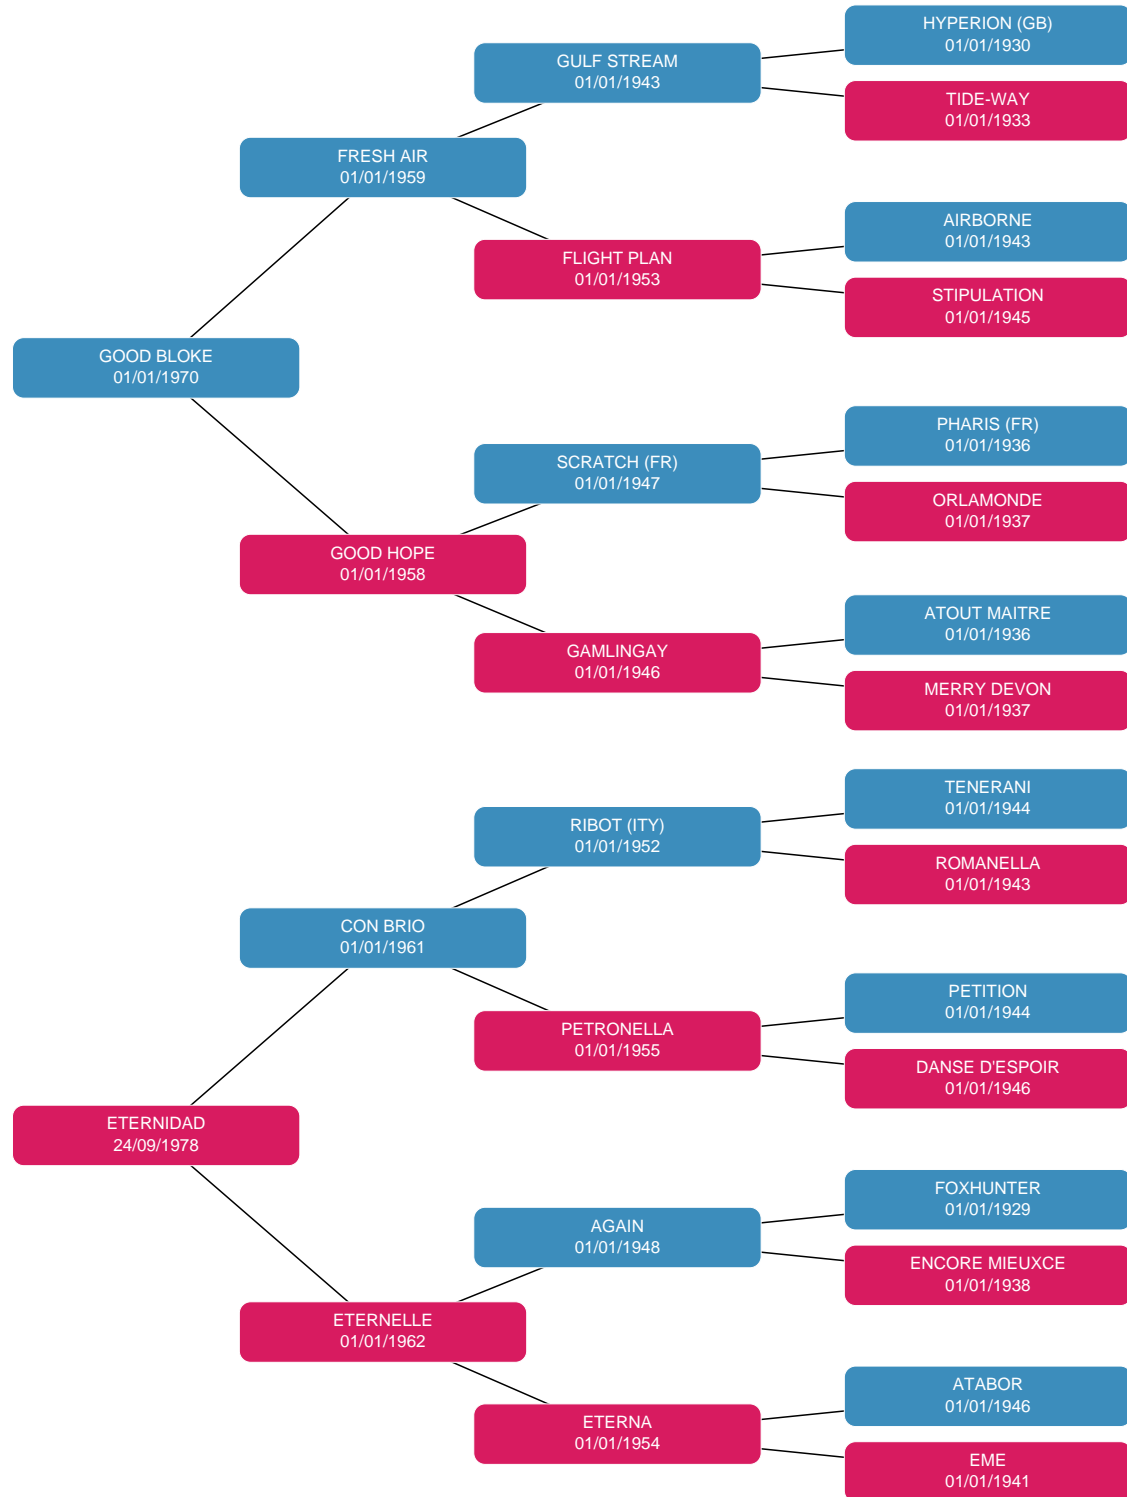 HYPERION (GB)
01/01/1930
GULF STREAM
01/01/1943
TIDE-WAY
01/01/1933
FRESH AIR
01/01/1959
AIRBORNE
01/01/1943
FLIGHT PLAN
01/01/1953
STIPULATION
01/01/1945
GOOD BLOKE
01/01/1970
PHARIS (FR)
01/01/1936
SCRATCH (FR)
01/01/1947
ORLAMONDE
01/01/1937
GOOD HOPE
01/01/1958
ATOUT MAITRE
01/01/1936
GAMLINGAY
01/01/1946
MERRY DEVON
01/01/1937
TENERANI
01/01/1944
RIBOT (ITY)
01/01/1952
ROMANELLA
01/01/1943
CON BRIO
01/01/1961
PETITION
01/01/1944
PETRONELLA
01/01/1955
DANSE D'ESPOIR
01/01/1946
ETERNIDAD
24/09/1978
FOXHUNTER
01/01/1929
AGAIN
01/01/1948
ENCORE MIEUXCE
01/01/1938
ETERNELLE
01/01/1962
ATABOR
01/01/1946
ETERNA
01/01/1954
EME
01/01/1941